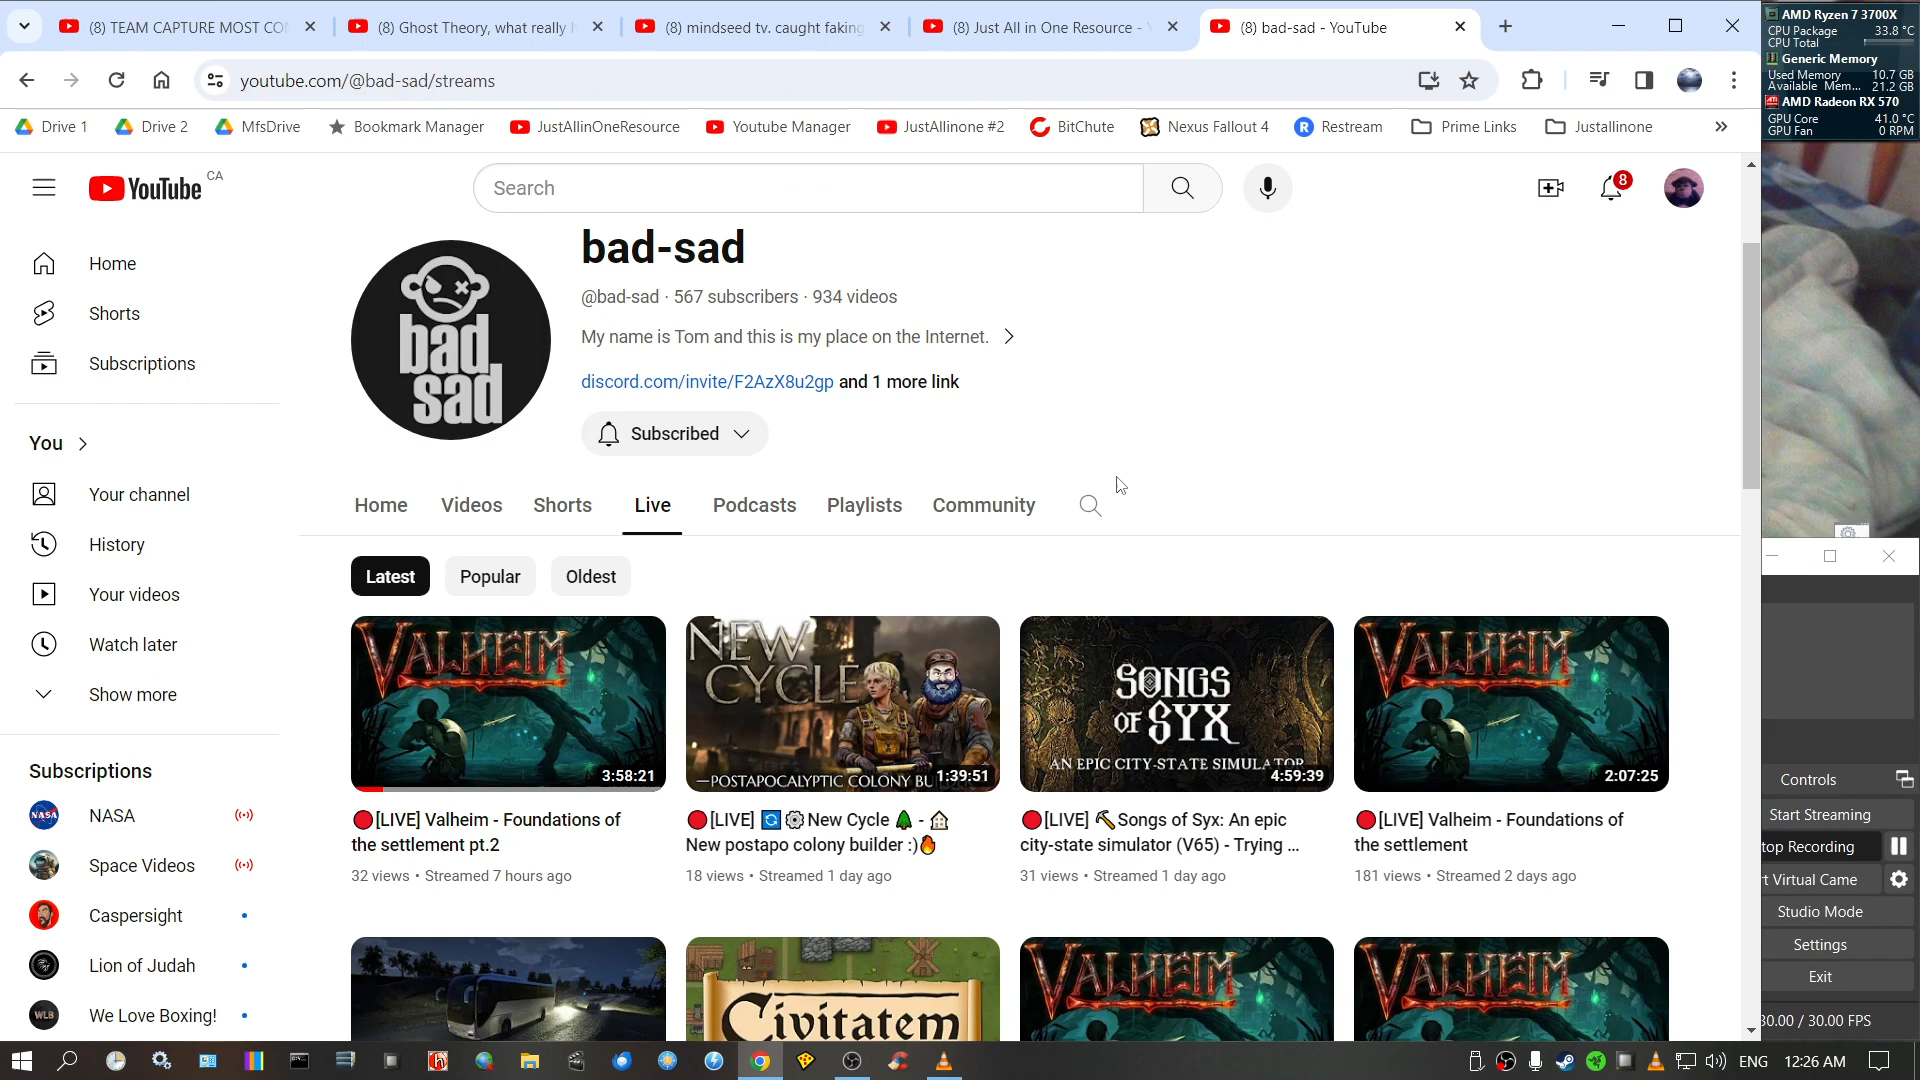 (8) TEAM CAPTURE MOST CO
(8) Ghost Theory, what really
(8) mindseed tv. caught faking
(8) Just All in One Resource -
(8) bad-sad - YouTube
youtube.com/@bad-sad/streams
Drive 1
Drive 2
MfsDrive
Bookmark Manager
JustAllinOneResource
Youtube Manager
JustAllinone #2
BitChute
Nexus Fallout 4
Restream
Prime Links
Justallinone
AMD Ryzen 7 3700X
CPU Package 33.8 °C
CPU Total
Generic Memory
Used Memory 10.7 GB
Available Mem... 21.2 GB
AMD Radeon RX 570
GPU Core 41.0 °C
GPU Fan 0 RPM
YouTube CA
Search
8
Home
Shorts
Subscriptions
You
Your channel
History
Your videos
Watch later
Show more
Subscriptions
NASA
Space Videos
Caspersight
Lion of Judah
WLB
We Love Boxing!
bad
sad
bad-sad
@bad-sad · 567 subscribers · 934 videos
My name is Tom and this is my place on the Internet.
discord.com/invite/F2AzX8u2gp and 1 more link
Subscribed
Home Videos Shorts Live Podcasts Playlists Community
Latest Popular Oldest
VALHEIM
3:58:21
🔴[LIVE] Valheim - Foundations of
the settlement pt.2
32 views • Streamed 7 hours ago
NEW
CYCLE
—POSTAPOCALYPTIC COLONY BU
1:39:51
🔴[LIVE] 🔄⚙️New Cycle 🌲 - 🏠
New postapo colony builder :)🔥
18 views • Streamed 1 day ago
SONGS
OF SYX
AN EPIC CITY-STATE SIMULATOR
4:59:39
🔴[LIVE] ⛏Songs of Syx: An epic
city-state simulator (V65) - Trying ...
31 views • Streamed 1 day ago
VALHEIM
2:07:25
🔴[LIVE] Valheim - Foundations of
the settlement
181 views • Streamed 2 days ago
Civitatem
VALHEIM
VALHEIM
Controls
Start Streaming
top Recording
t Virtual Came
Studio Mode
Settings
Exit
30.00 / 30.00 FPS
ENG
12:26 AM